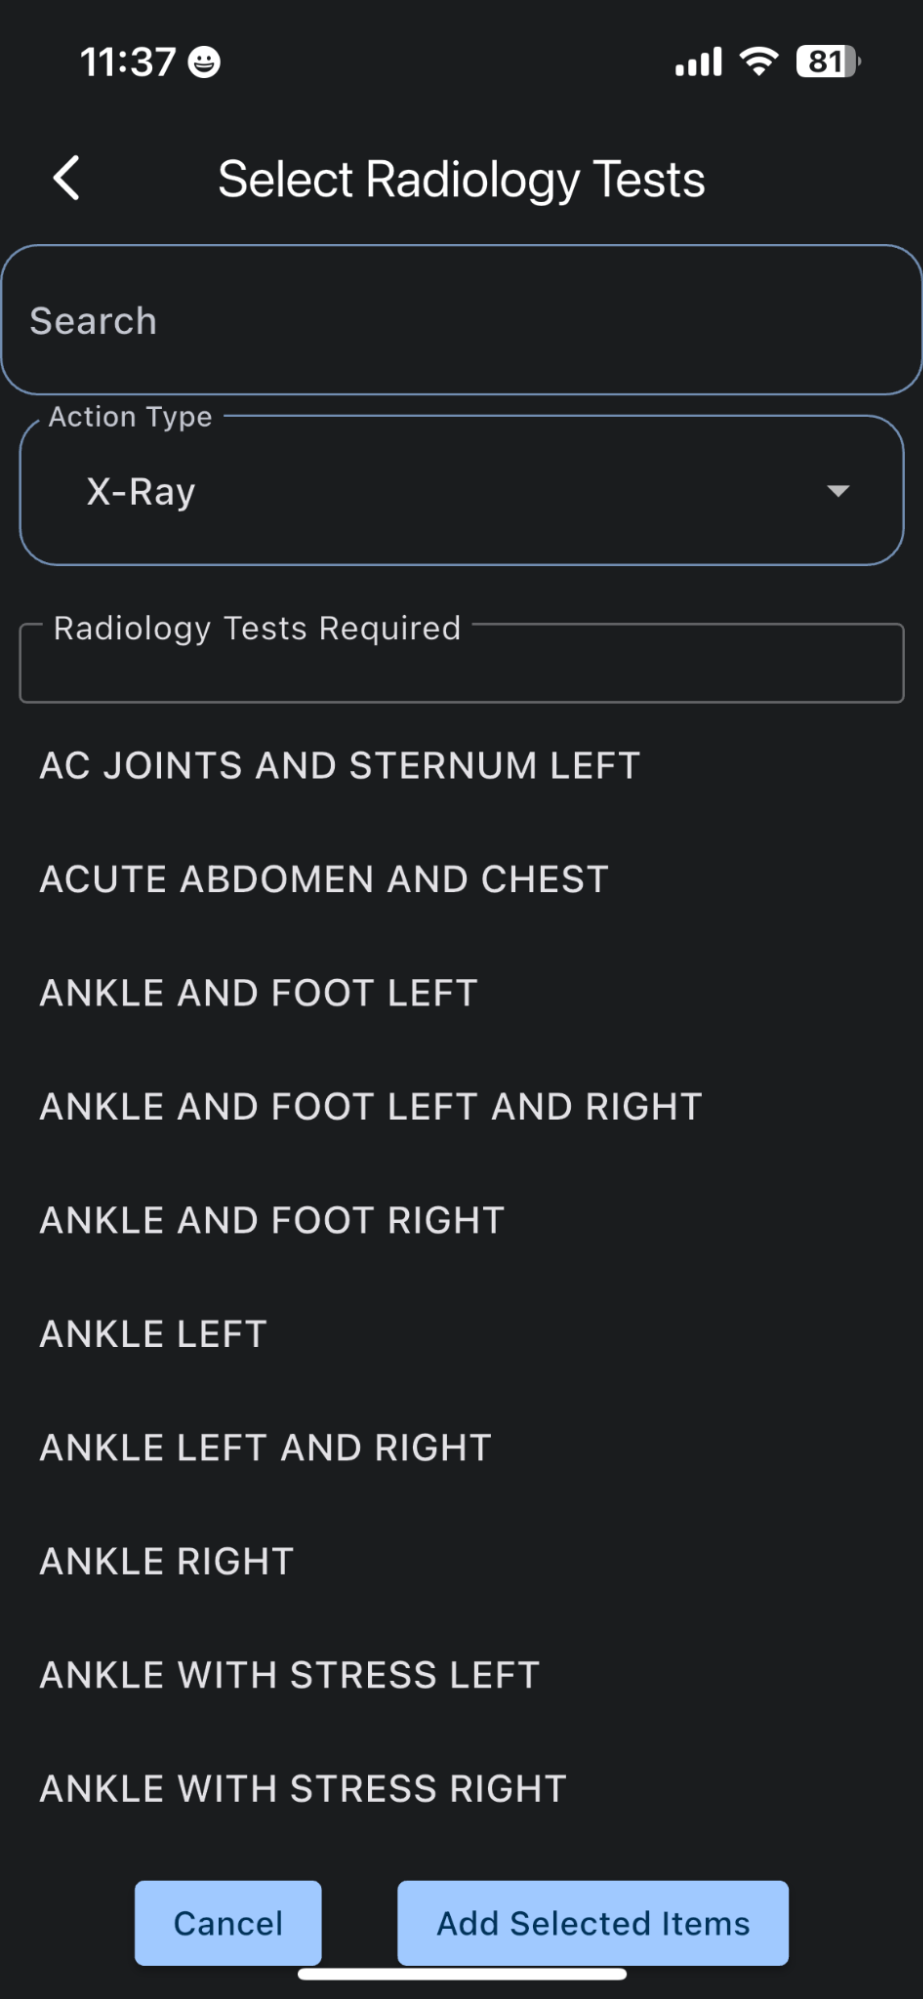 11:37
81
Select Radiology Tests
Search
Action Type
X-Ray
Radiology Tests Required
AC JOINTS AND STERNUM LEFT
ACUTE ABDOMEN AND CHEST
ANKLE AND FOOT LEFT
ANKLE AND FOOT LEFT AND RIGHT
ANKLE AND FOOT RIGHT
ANKLE LEFT
ANKLE LEFT AND RIGHT
ANKLE RIGHT
ANKLE WITH STRESS LEFT
ANKLE WITH STRESS RIGHT
Cancel
Add Selected Items